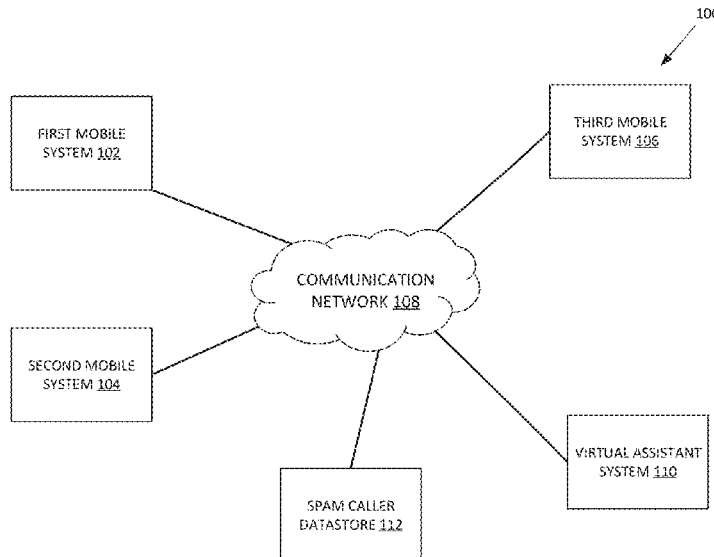 100
FIRST MOBILE
SYSTEM 102
THIRD MOBILE
SYSTEM 106
COMMUNICATION
NETWORK 108
SECOND MOBILE
SYSTEM 104
VIRTUAL ASSISTANT
SYSTEM 110
SPAM CALLER
DATASTORE 112